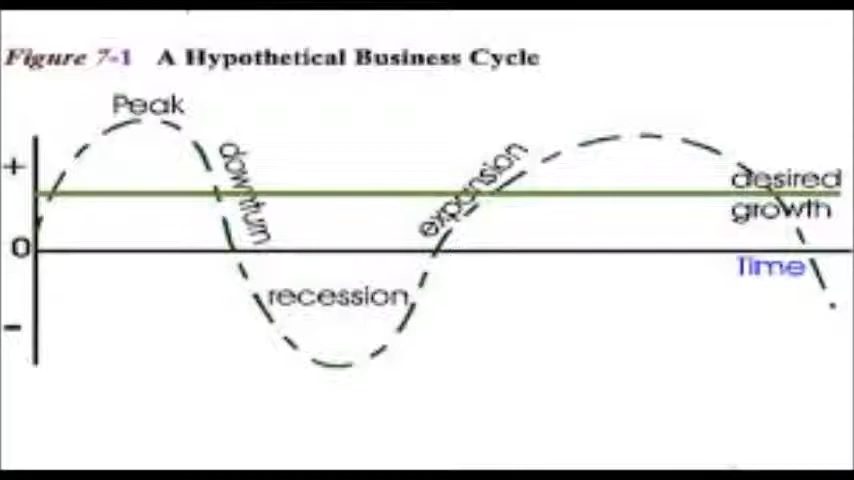 Figure 7-1 A Hypothetical Business Cycle
Peak
downturn
expansion
+
desired
growth
0
Time
recession
-